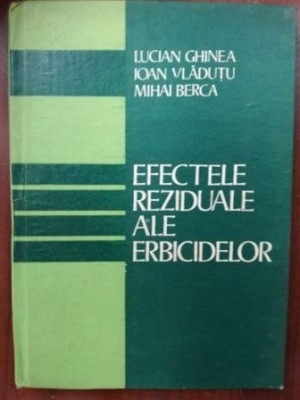 LUCIAN GHINEA
IOAN VLĂDUȚU
MIHAI BERCA
EFECTELE
REZIDUALE
ALE
ERBICIDELOR